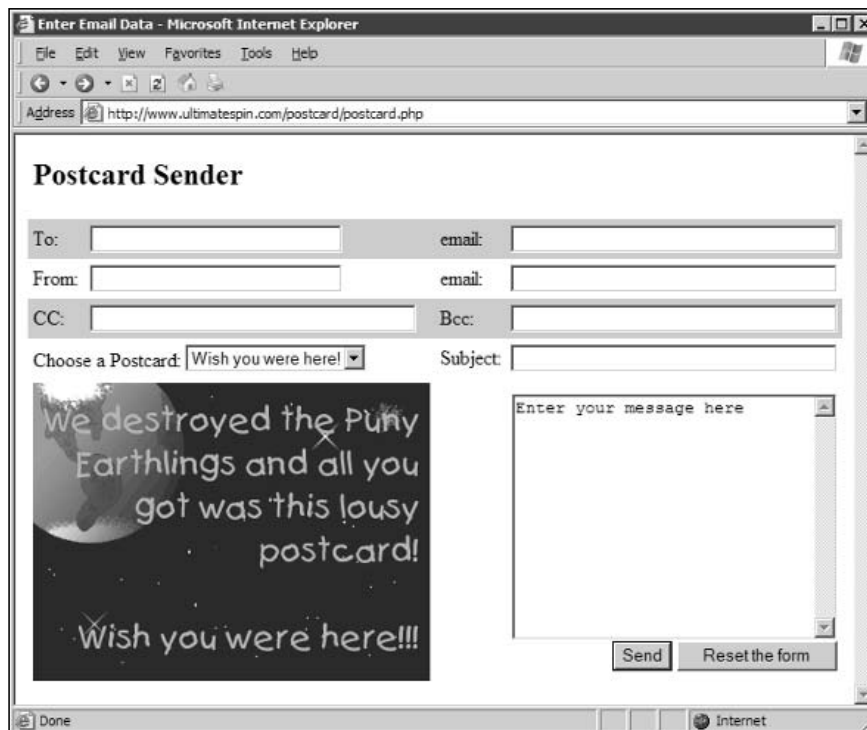 Enter Email Data - Microsoft Internet Explorer
File Edit View Favorites Tools Help
Address http://www.ultimatespin.com/postcard/postcard.php
Postcard Sender
To: email:
From: email:
CC: Bcc:
Choose a Postcard: Wish you were here! Subject:
We destroyed the Puny
Earthlings and all you
got was this lousy
postcard!
Wish you were here!!!
Enter your message here
Send Reset the form
Done Internet